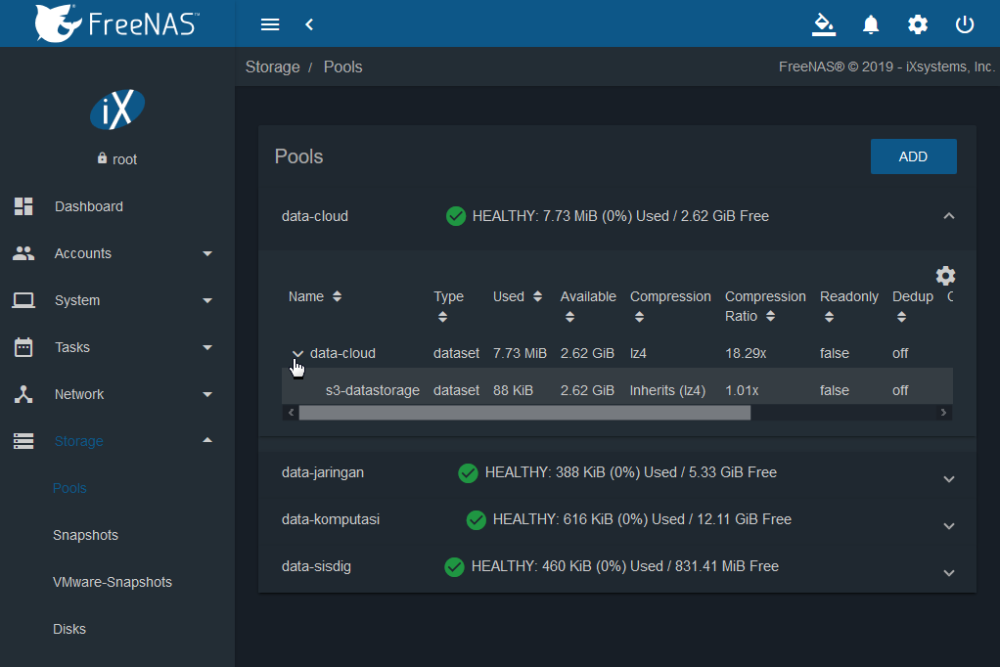 FreeNAS™
Storage / Pools
FreeNAS® © 2019 - iXsystems, Inc.
iX
root
Dashboard
Accounts
System
Tasks
Network
Storage
Pools
Snapshots
VMware-Snapshots
Disks
Pools
ADD
data-cloud HEALTHY: 7.73 MiB (0%) Used / 2.62 GiB Free
Name Type Used Available Compression Compression Ratio Readonly Dedup C
data-cloud dataset 7.73 MiB 2.62 GiB lz4 18.29x false off
s3-datastorage dataset 88 KiB 2.62 GiB Inherits (lz4) 1.01x false off
data-jaringan HEALTHY: 388 KiB (0%) Used / 5.33 GiB Free
data-komputasi HEALTHY: 616 KiB (0%) Used / 12.11 GiB Free
data-sisdig HEALTHY: 460 KiB (0%) Used / 831.41 MiB Free